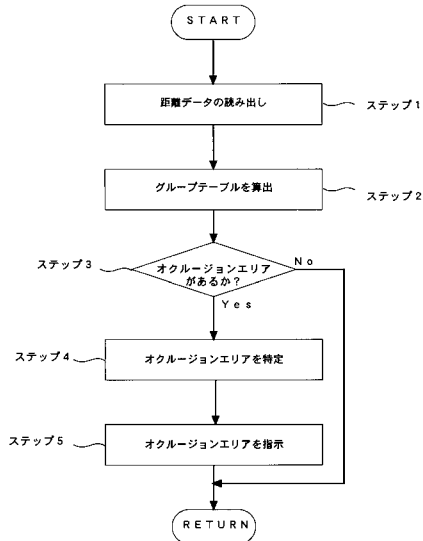 START
距離データの読み出し
ステップ1
グループテーブルを算出
ステップ2
ステップ3
オクルージョンエリア
があるか?
No
Yes
ステップ4
オクルージョンエリアを特定
ステップ5
オクルージョンエリアを指示
RETURN